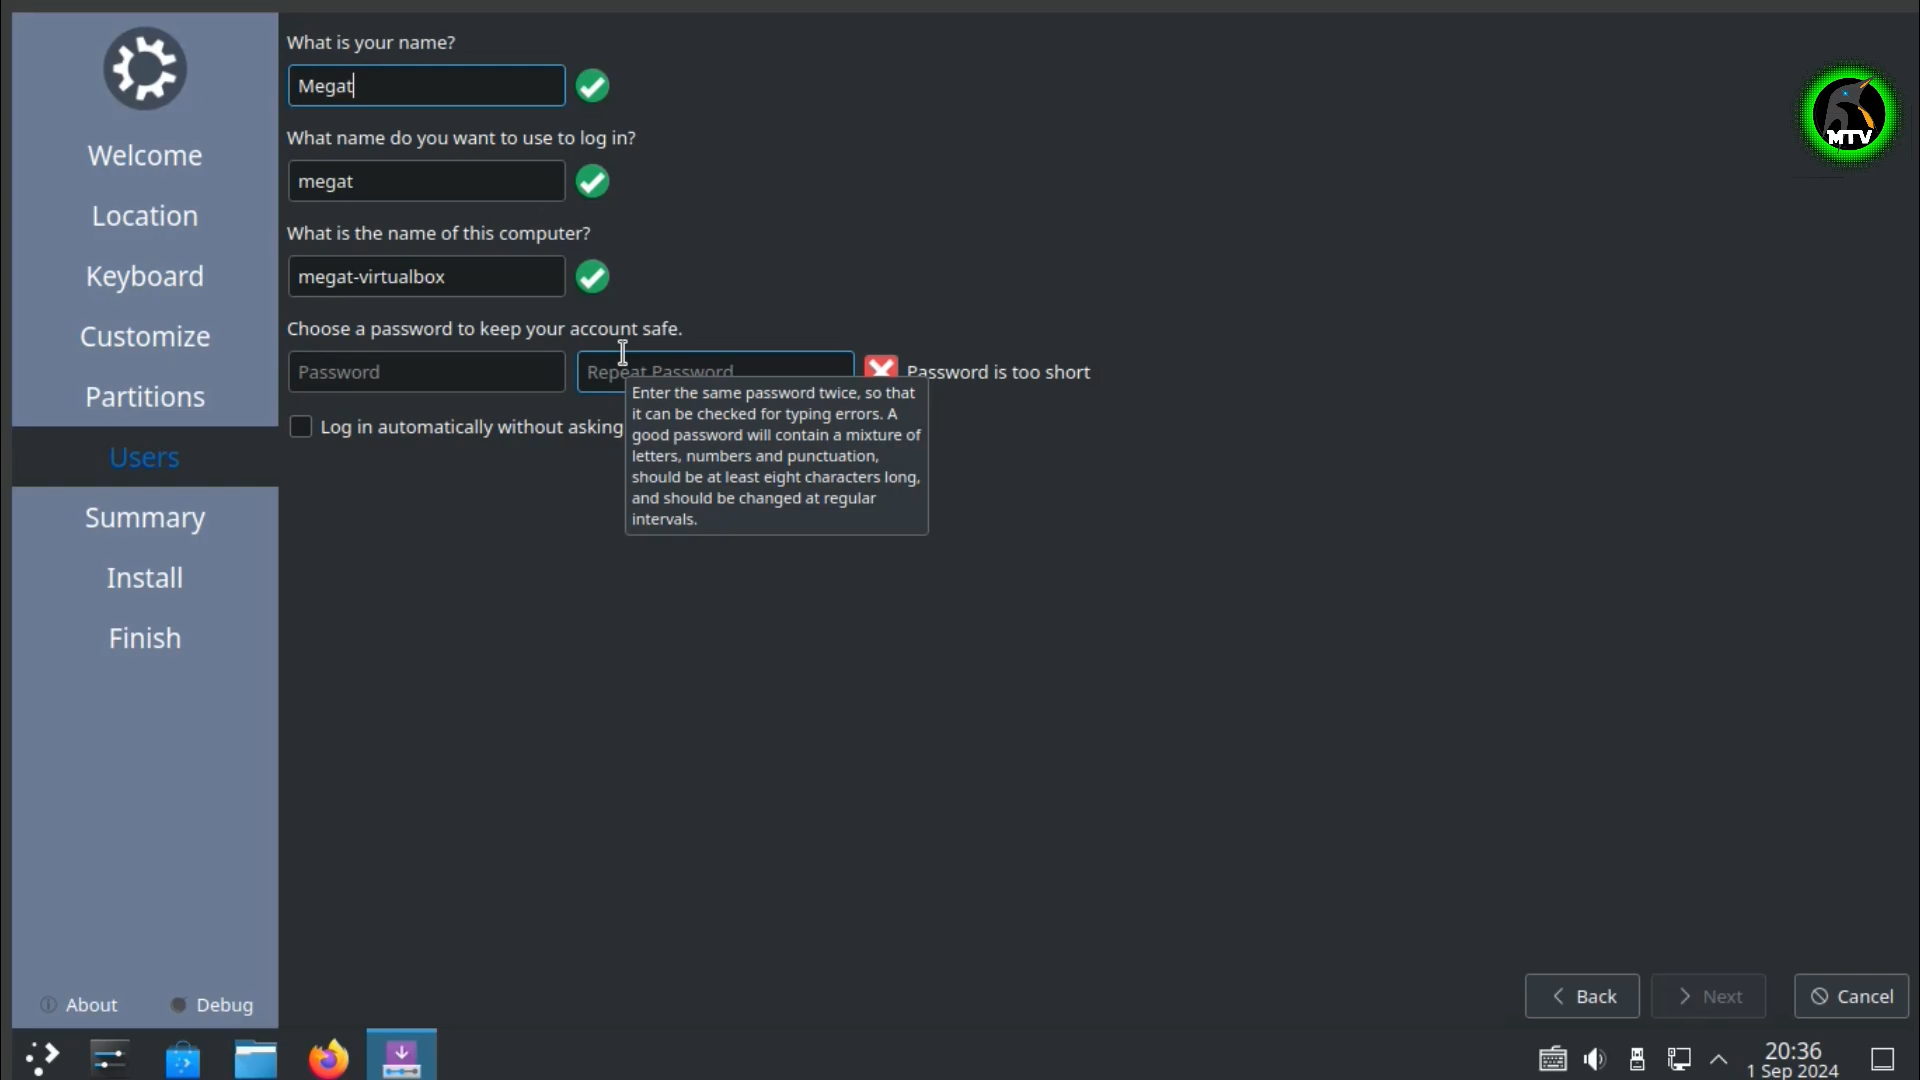 What is your name?
Megat
What name do you want to use to log in?
megat
What is the name of this computer?
megat-virtualbox
Choose a password to keep your account safe.
Password
Repeat Password
Password is too short
Enter the same password twice, so that
it can be checked for typing errors. A
good password will contain a mixture of
letters, numbers and punctuation,
should be at least eight characters long,
and should be changed at regular
intervals.
Log in automatically without asking
Welcome
Location
Keyboard
Customize
Partitions
Users
Summary
Install
Finish
About
Debug
Back
Next
Cancel
MTV
20:36
1 Sep 2024